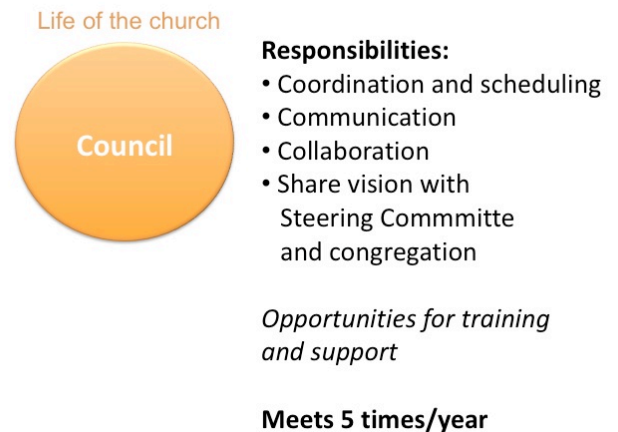 Life of the church
Council
Responsibilities:
• Coordination and scheduling
• Communication
• Collaboration
• Share vision with
Steering Commmitte
and congregation
Opportunities for training
and support
Meets 5 times/year